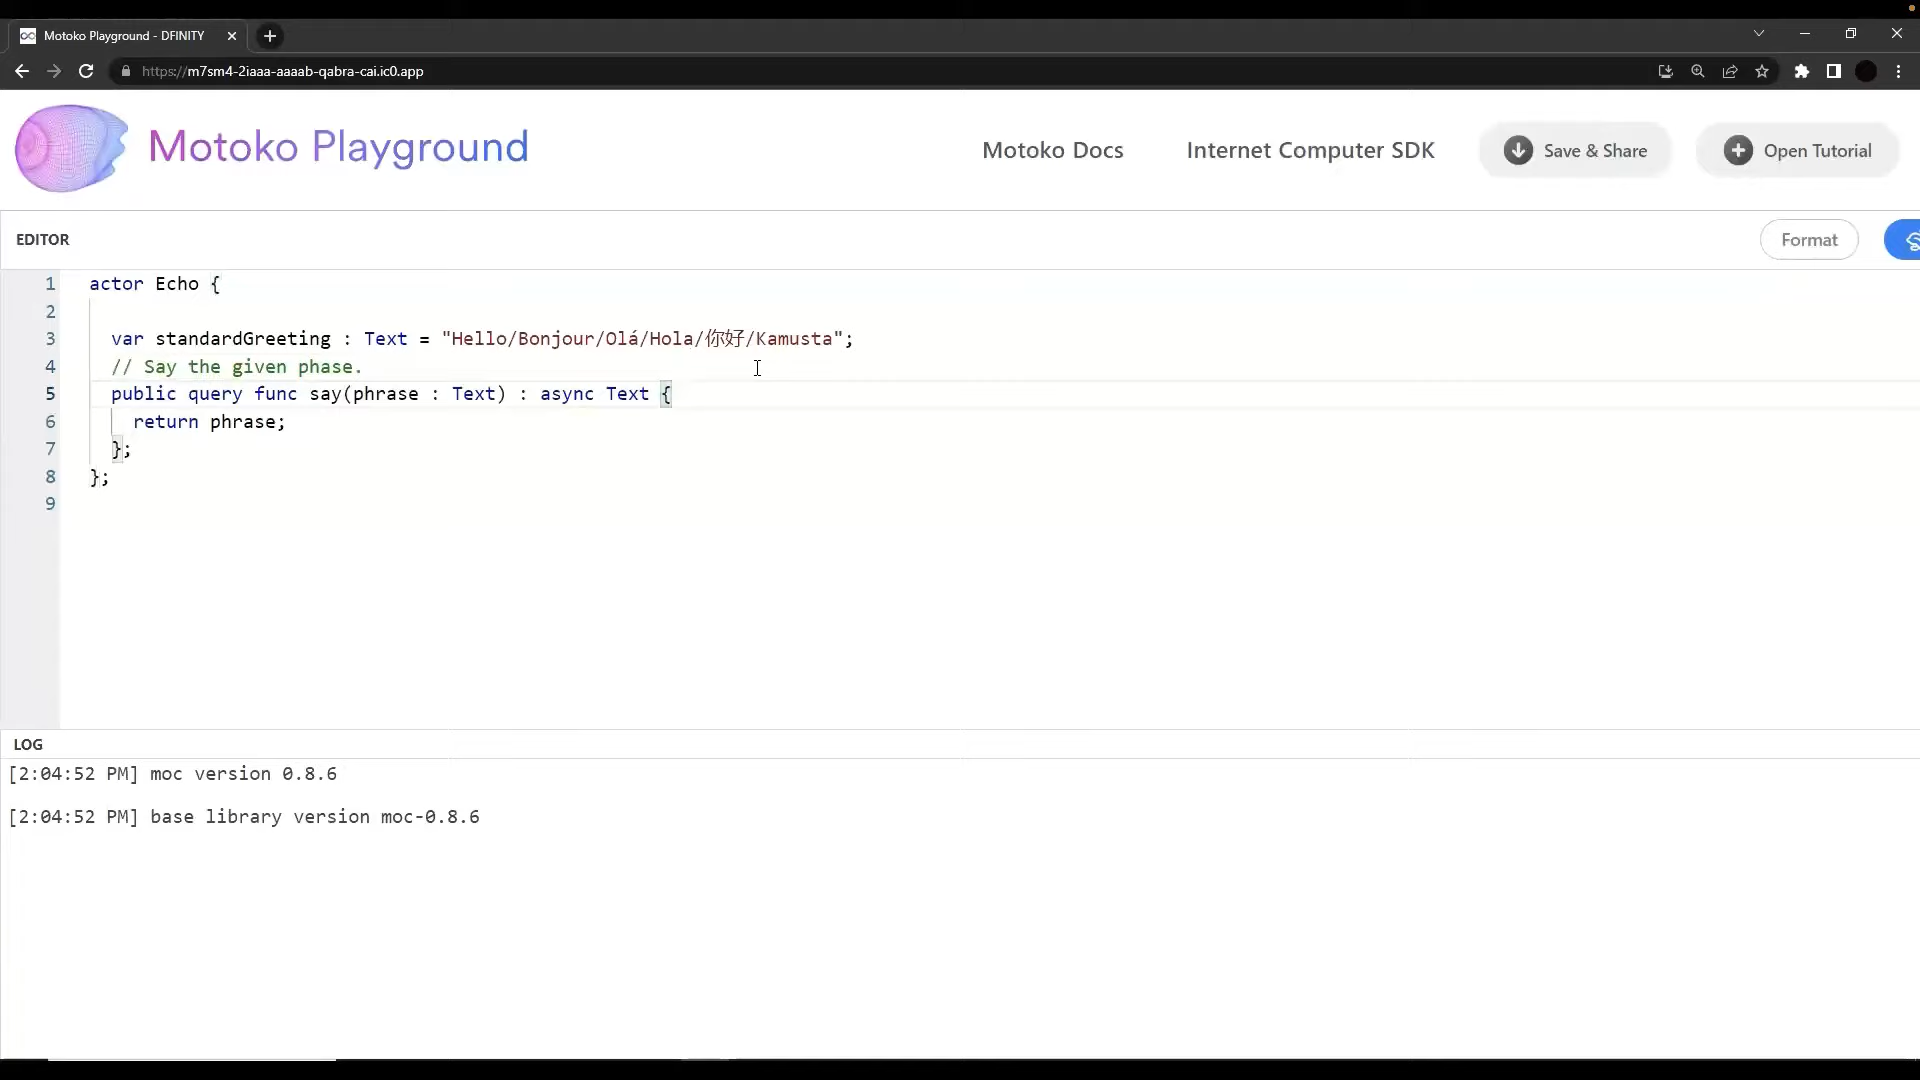 Motoko Playground - DFINITY
https://m7sm4-2iaaa-aaaab-qabra-cai.ic0.app
Motoko Playground
Motoko Docs
Internet Computer SDK
Save & Share
Open Tutorial
EDITOR
Format
1 actor Echo {
2
3 var standardGreeting : Text = "Hello/Bonjour/Olá/Hola/你好/Kamusta";
4 // Say the given phase.
5 public query func say(phrase : Text) : async Text {
6 return phrase;
7 };
8 };
9
LOG
[2:04:52 PM] moc version 0.8.6
[2:04:52 PM] base library version moc-0.8.6